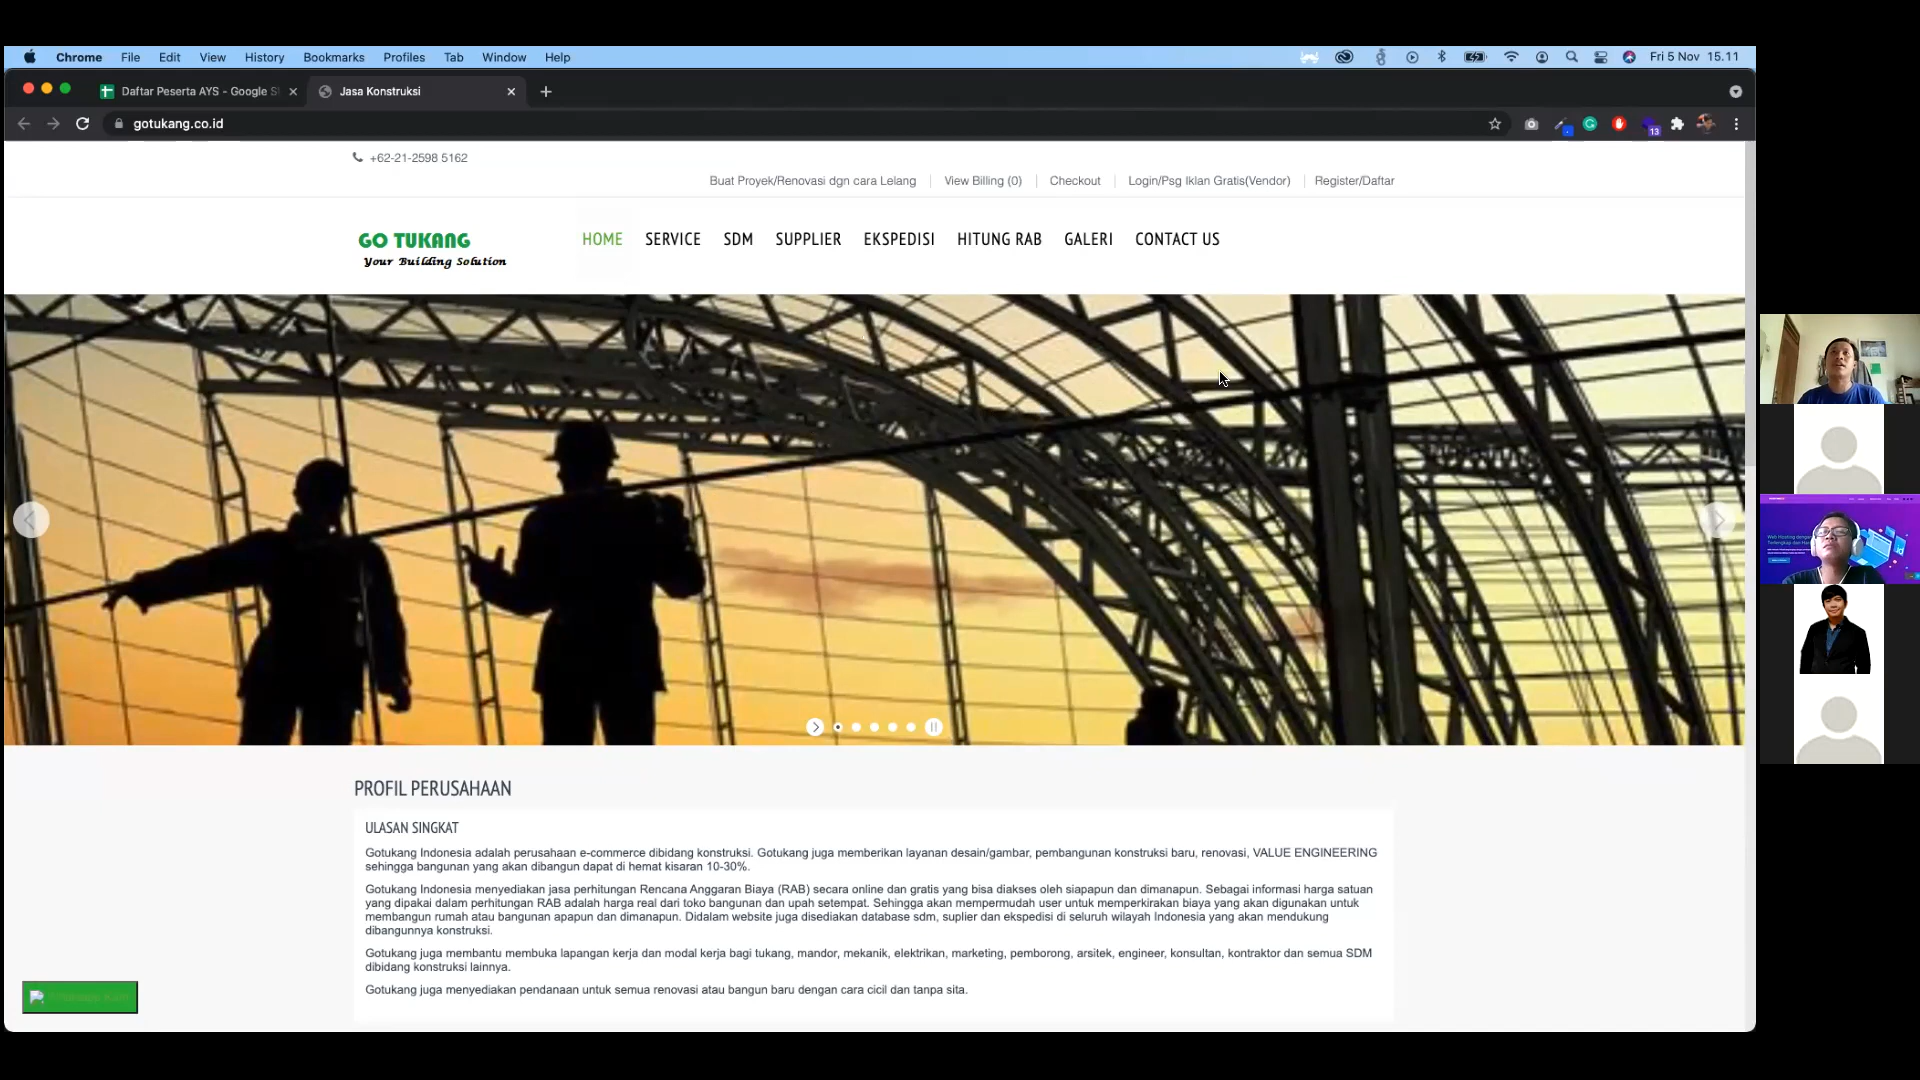 Chrome File Edit View History Bookmarks Profiles Tab Window Help Fri 5 Nov 15.11
Daftar Peserta AYS - Google S
Jasa Konstruksi
gotukang.co.id
13
+62-21-2598 5162
Buat Proyek/Renovasi dgn cara Lelang View Billing (0) Checkout Login/Psg Iklan Gratis(Vendor) Register/Daftar
GO TUKANG
Your Building Solution
HOME SERVICE SDM SUPPLIER EKSPEDISI HITUNG RAB GALERI CONTACT US
PROFIL PERUSAHAAN
ULASAN SINGKAT
Gotukang Indonesia adalah perusahaan e-commerce dibidang konstruksi. Gotukang juga memberikan layanan desain/gambar, pembangunan konstruksi baru, renovasi, VALUE ENGINEERING
sehingga bangunan yang akan dibangun dapat di hemat kisaran 10-30%.
Gotukang Indonesia menyediakan jasa perhitungan Rencana Anggaran Biaya (RAB) secara online dan gratis yang bisa diakses oleh siapapun dan dimanapun. Sebagai informasi harga satuan
yang dipakai dalam perhitungan RAB adalah harga real dari toko bangunan dan upah setempat. Sehingga akan mempermudah user untuk memperkirakan biaya yang akan digunakan untuk
membangun rumah atau bangunan apapun dan dimanapun. Didalam website juga disediakan database sdm, suplier dan ekspedisi di seluruh wilayah Indonesia yang akan mendukung
dibangunnya konstruksi.
Gotukang juga membantu membuka lapangan kerja dan modal kerja bagi tukang, mandor, mekanik, elektrikan, marketing, pemborong, arsitek, engineer, konsultan, kontraktor dan semua SDM
dibidang konstruksi lainnya.
Gotukang juga menyediakan pendanaan untuk semua renovasi atau bangun baru dengan cara cicil dan tanpa sita.